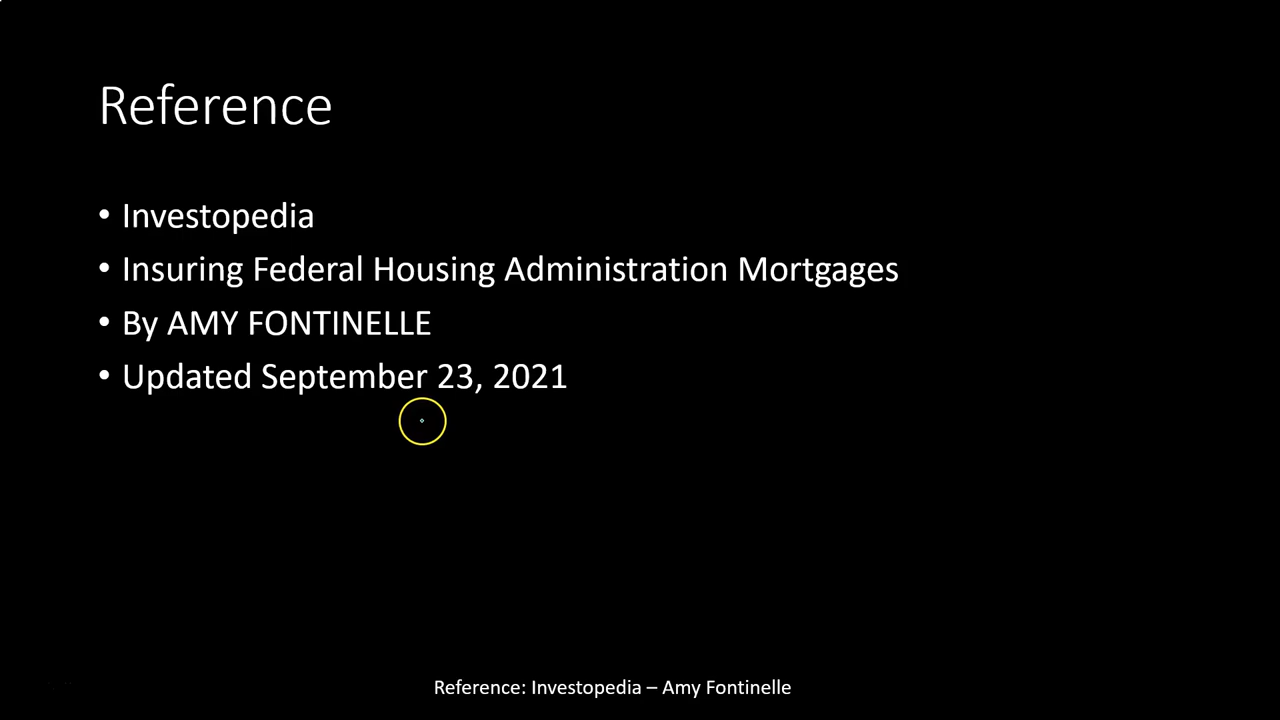 Reference
• Investopedia
• Insuring Federal Housing Administration Mortgages
• By AMY FONTINELLE
• Updated September 23, 2021
Reference: Investopedia – Amy Fontinelle